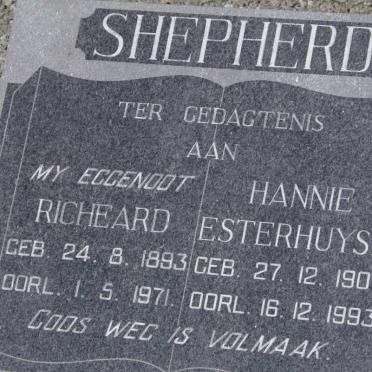 SHEPHERD
TER GEDAGTENIS
AAN
MY EGGENOOT
RICHEARD
GEB. 24. 8. 1893
OORL. 1. 5. 1971.
HANNIE
ESTERHUYS
GEB. 27. 12. 190
OORL. 16. 12. 1993
GODS WEG IS VOLMAAK.